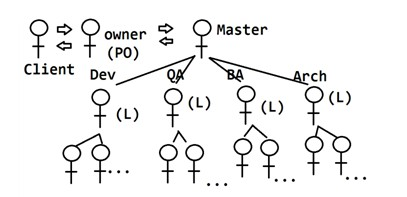 owner
(PO)
Master
Client
Dev
QA
BA
Arch
(L)
(L)
(L)
(L)
...
...
...
...